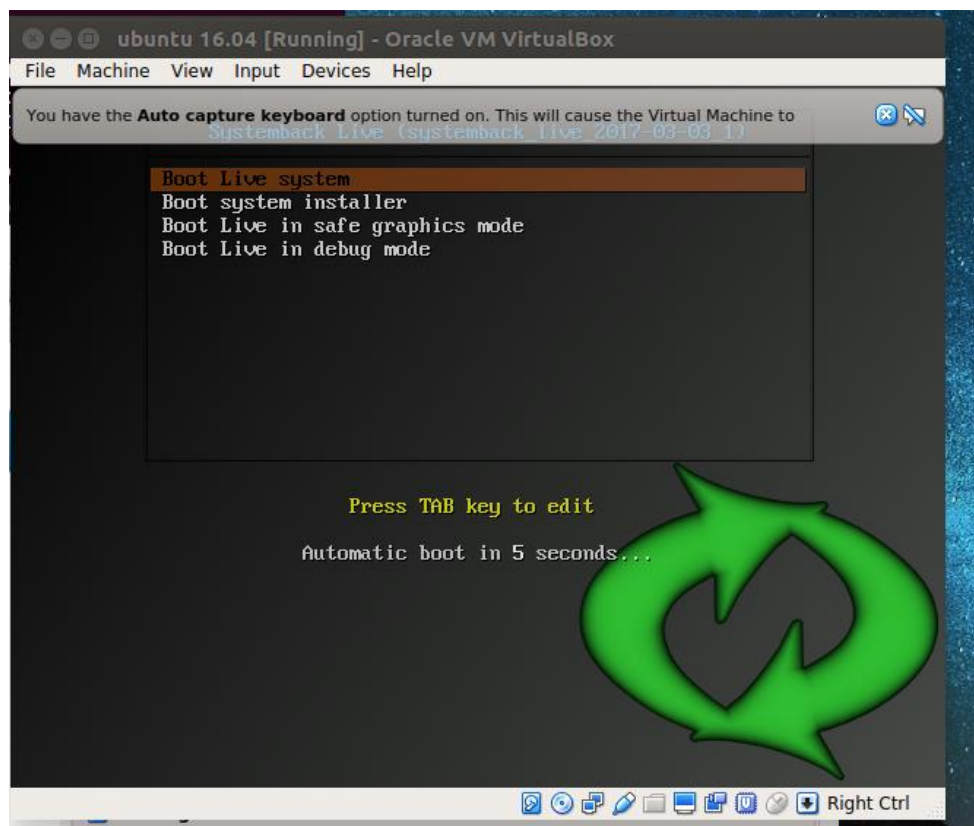 ubuntu 16.04 [Running] - Oracle VM VirtualBox
File Machine View Input Devices Help
You have the Auto capture keyboard option turned on. This will cause the Virtual Machine to
Systemback Live (systemback_live_2017-03-03_1)
Boot Live system
Boot system installer
Boot Live in safe graphics mode
Boot Live in debug mode
Press TAB key to edit
Automatic boot in 5 seconds...
Right Ctrl